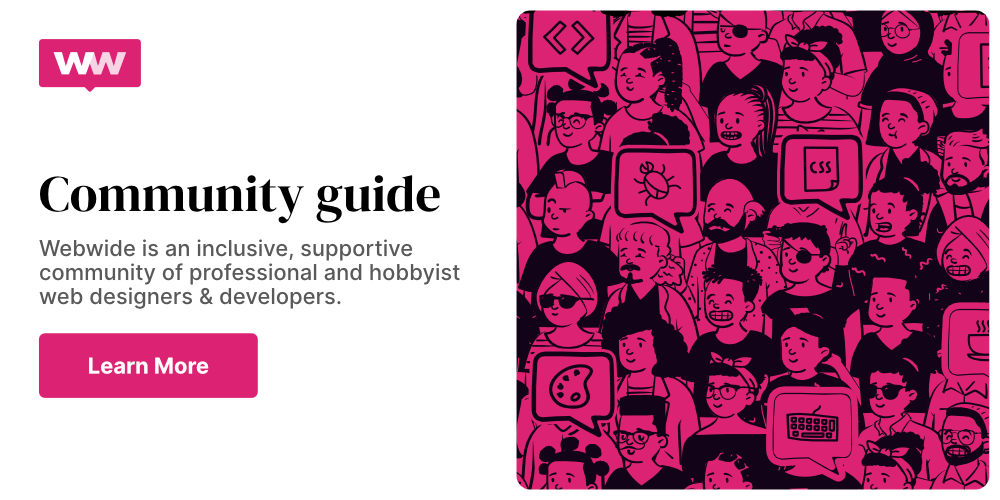 WW
Community guide
Webwide is an inclusive, supportive
community of professional and hobbyist
web designers & developers.
Learn More
CSS